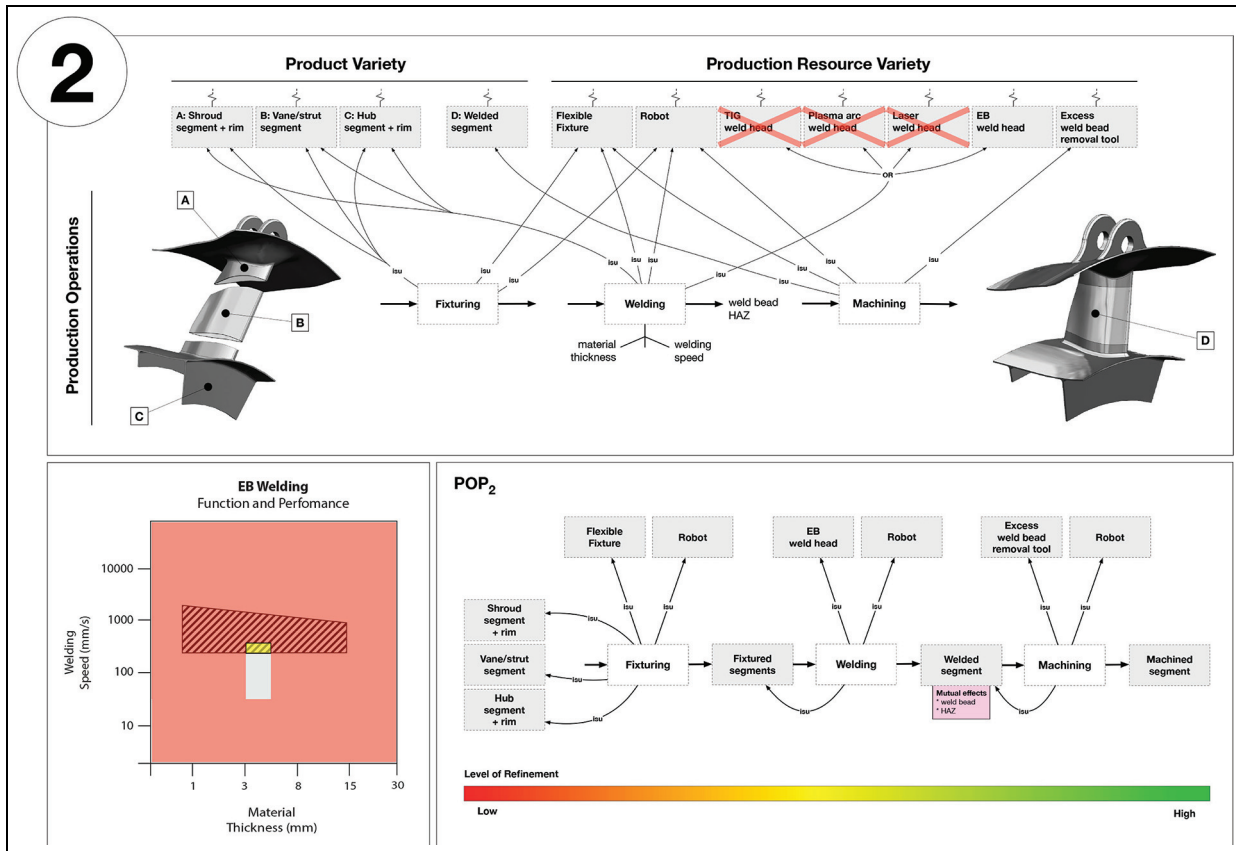 2
Product Variety
Production Resource Variety
A: Shroud
segment + rim
B: Vane/strut
segment
C: Hub
segment + rim
D: Welded
segment
Flexible
Fixture
Robot
TIG
weld head
Plasma arc
weld head
Laser
weld head
EB
weld head
Excess
weld bead
removal tool
OR
Production Operations
A
B
C
D
isu
isu
isu
isu
isu
isu
isu
isu
isu
isu
isu
Fixturing
Welding
weld bead
HAZ
Machining
material
thickness
welding
speed
EB Welding
Function and Perfomance
Welding
Speed (mm/s)
10000
1000
100
10
1
3
8
15
30
Material
Thickness (mm)
POP2
Flexible
Fixture
Robot
EB
weld head
Robot
Excess
weld bead
removal tool
Robot
isu
isu
isu
isu
isu
isu
Shroud
segment
+ rim
isu
Vane/strut
segment
isu
Hub
segment
+ rim
isu
Fixturing
Fixtured
segments
Welding
isu
Welded
segment
Mutual effects
* weld bead
* HAZ
isu
Machining
Machined
segment
Level of Refinement
Low
High